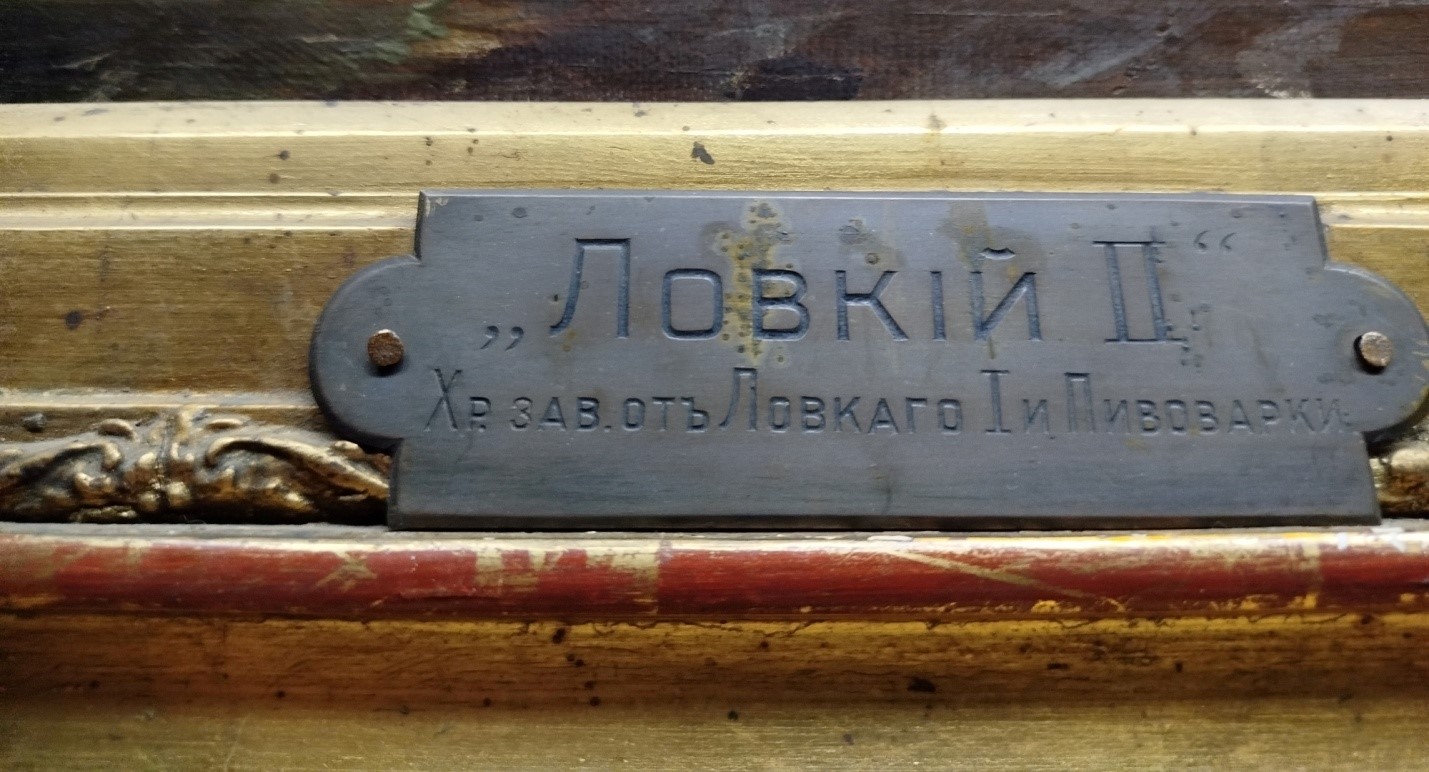 „Ловкій II“
Хр. зав. отъ Ловкаго I и Пивоварки.